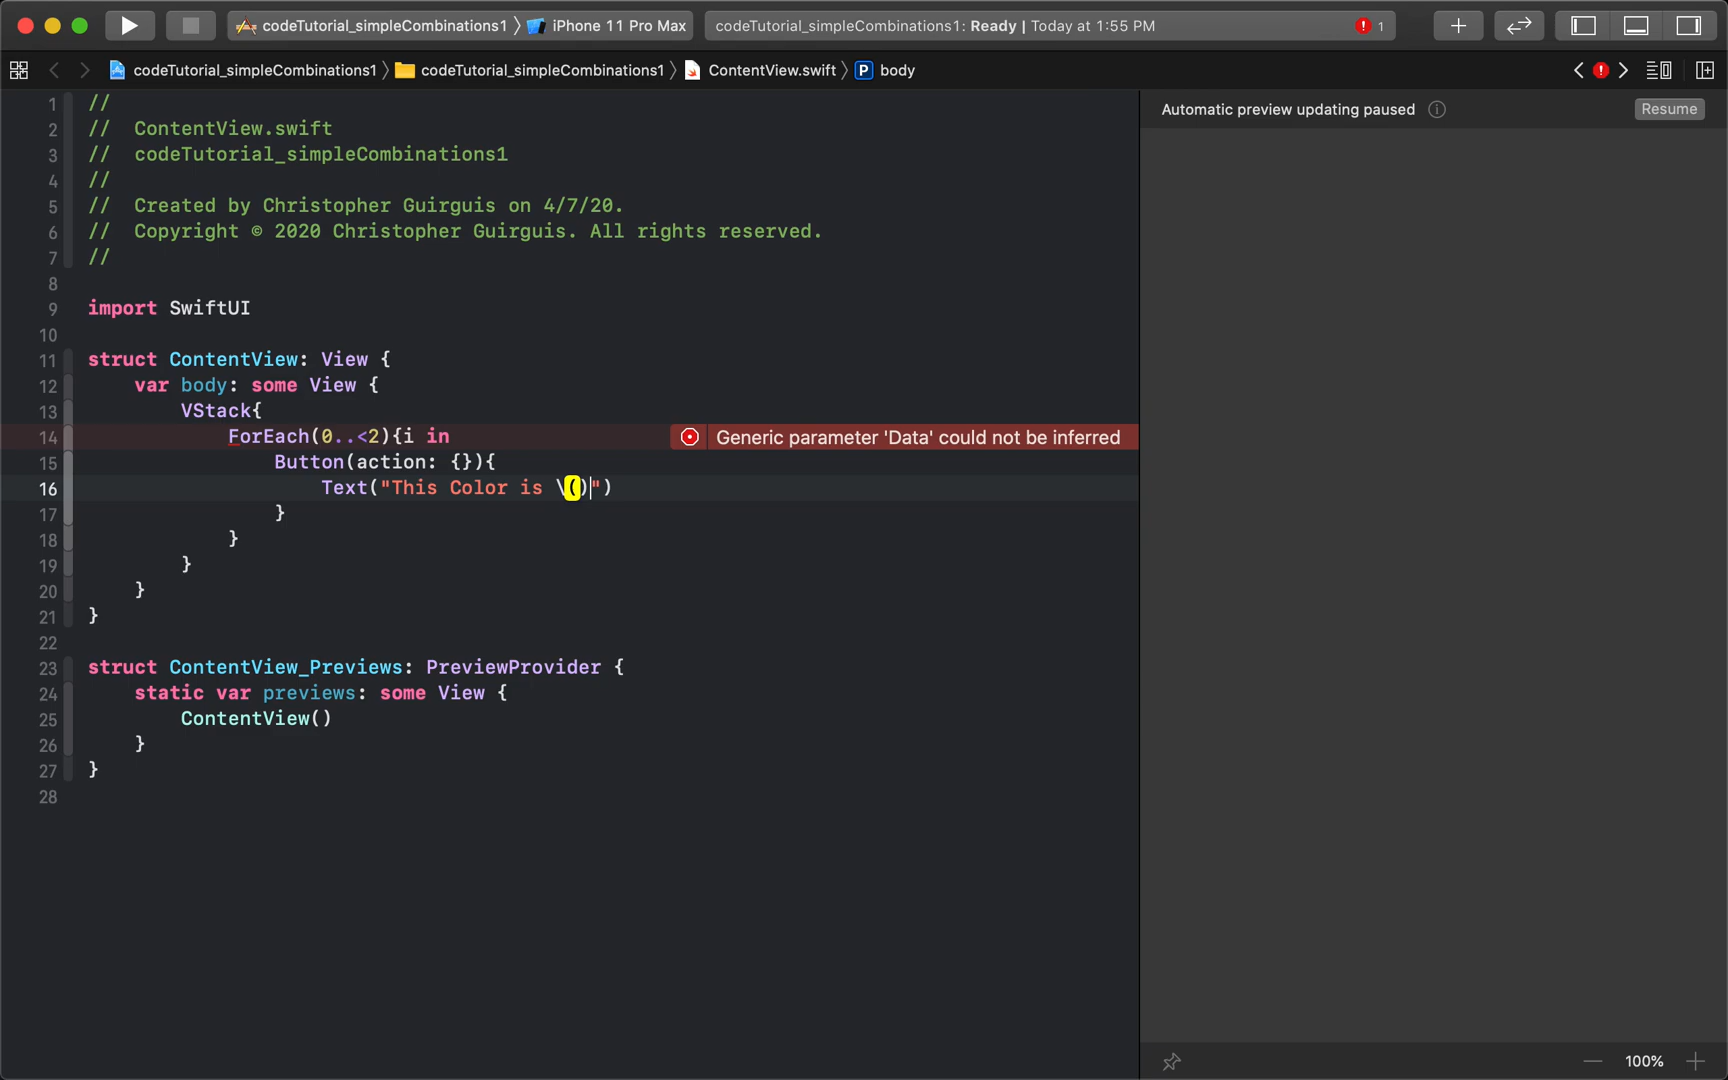 codeTutorial_simpleCombinations1 〉 iPhone 11 Pro Max
codeTutorial_simpleCombinations1: Ready | Today at 1:55 PM
1
codeTutorial_simpleCombinations1 〉 codeTutorial_simpleCombinations1 〉 ContentView.swift 〉 P body
Automatic preview updating paused
Resume
1 //
2 //  ContentView.swift
3 //  codeTutorial_simpleCombinations1
4 //
5 //  Created by Christopher Guirguis on 4/7/20.
6 //  Copyright © 2020 Christopher Guirguis. All rights reserved.
7 //
8
9 import SwiftUI
10
11 struct ContentView: View {
12     var body: some View {
13         VStack{
14             ForEach(0..<2){i in
Generic parameter 'Data' could not be inferred
15                 Button(action: {}){
16                     Text("This Color is \()")
17                 }
18             }
19         }
20     }
21 }
22
23 struct ContentView_Previews: PreviewProvider {
24     static var previews: some View {
25         ContentView()
26     }
27 }
28
100%